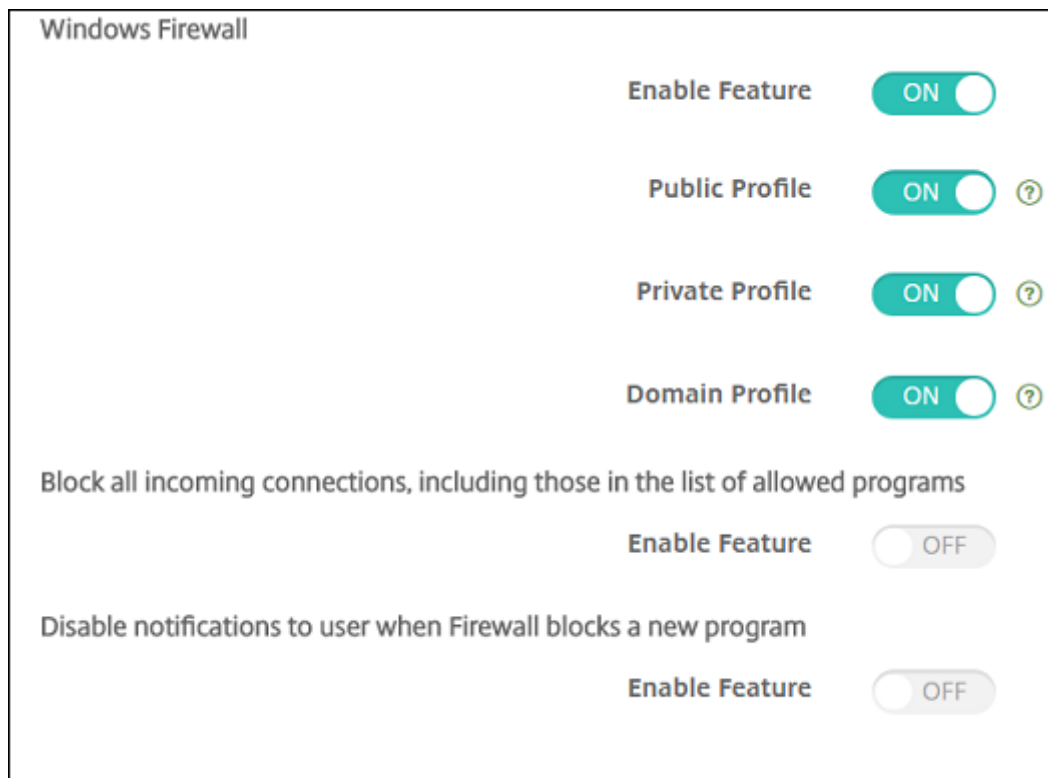 Windows Firewall
Enable Feature ON
Public Profile ON ?
Private Profile ON ?
Domain Profile ON ?
Block all incoming connections, including those in the list of allowed programs
Enable Feature OFF
Disable notifications to user when Firewall blocks a new program
Enable Feature OFF